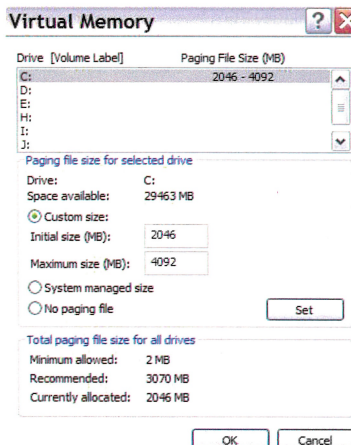 Virtual Memory
Drive [Volume Label] Paging File Size (MB)
C: 2046 - 4092
D:
E:
H:
I:
J:
Paging file size for selected drive
Drive: C:
Space available: 29463 MB
Custom size:
Initial size (MB): 2046
Maximum size (MB): 4092
System managed size
No paging file
Set
Total paging file size for all drives
Minimum allowed: 2 MB
Recommended: 3070 MB
Currently allocated: 2046 MB
OK Cancel